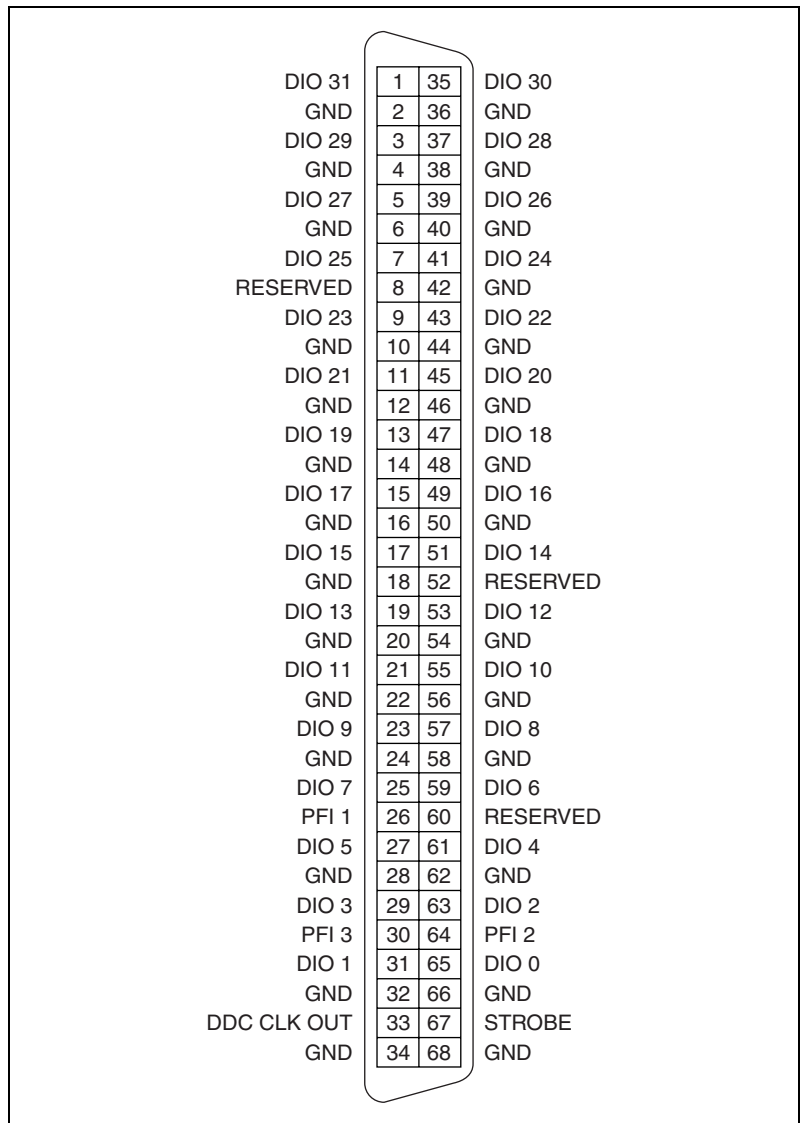 DIO 31 1 35 DIO 30
GND 2 36 GND
DIO 29 3 37 DIO 28
GND 4 38 GND
DIO 27 5 39 DIO 26
GND 6 40 GND
DIO 25 7 41 DIO 24
RESERVED 8 42 GND
DIO 23 9 43 DIO 22
GND 10 44 GND
DIO 21 11 45 DIO 20
GND 12 46 GND
DIO 19 13 47 DIO 18
GND 14 48 GND
DIO 17 15 49 DIO 16
GND 16 50 GND
DIO 15 17 51 DIO 14
GND 18 52 RESERVED
DIO 13 19 53 DIO 12
GND 20 54 GND
DIO 11 21 55 DIO 10
GND 22 56 GND
DIO 9 23 57 DIO 8
GND 24 58 GND
DIO 7 25 59 DIO 6
PFI 1 26 60 RESERVED
DIO 5 27 61 DIO 4
GND 28 62 GND
DIO 3 29 63 DIO 2
PFI 3 30 64 PFI 2
DIO 1 31 65 DIO 0
GND 32 66 GND
DDC CLK OUT 33 67 STROBE
GND 34 68 GND